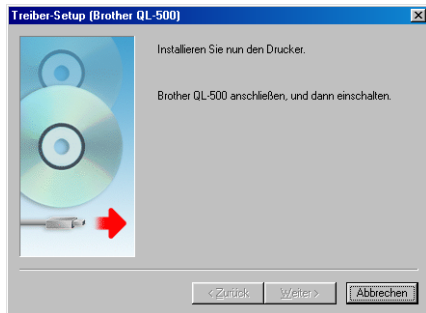 Treiber-Setup (Brother QL-500)
Installieren Sie nun den Drucker.
Brother QL-500 anschließen, und dann einschalten.
< Zurück Weiter > Abbrechen